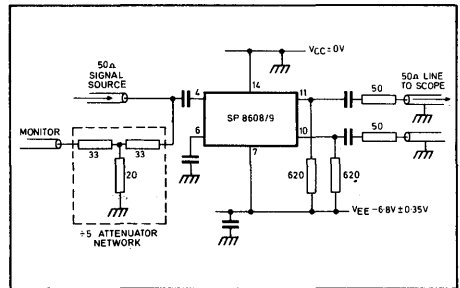 50Ω
SIGNAL
SOURCE
VCC = 0V
14
4
11
50
50Ω LINE
TO SCOPE
SP 8608/9
MONITOR
6
10
50
33
33
7
20
620
620
VEE -6.8V ± 0.35V
÷5 ATTENUATOR
NETWORK